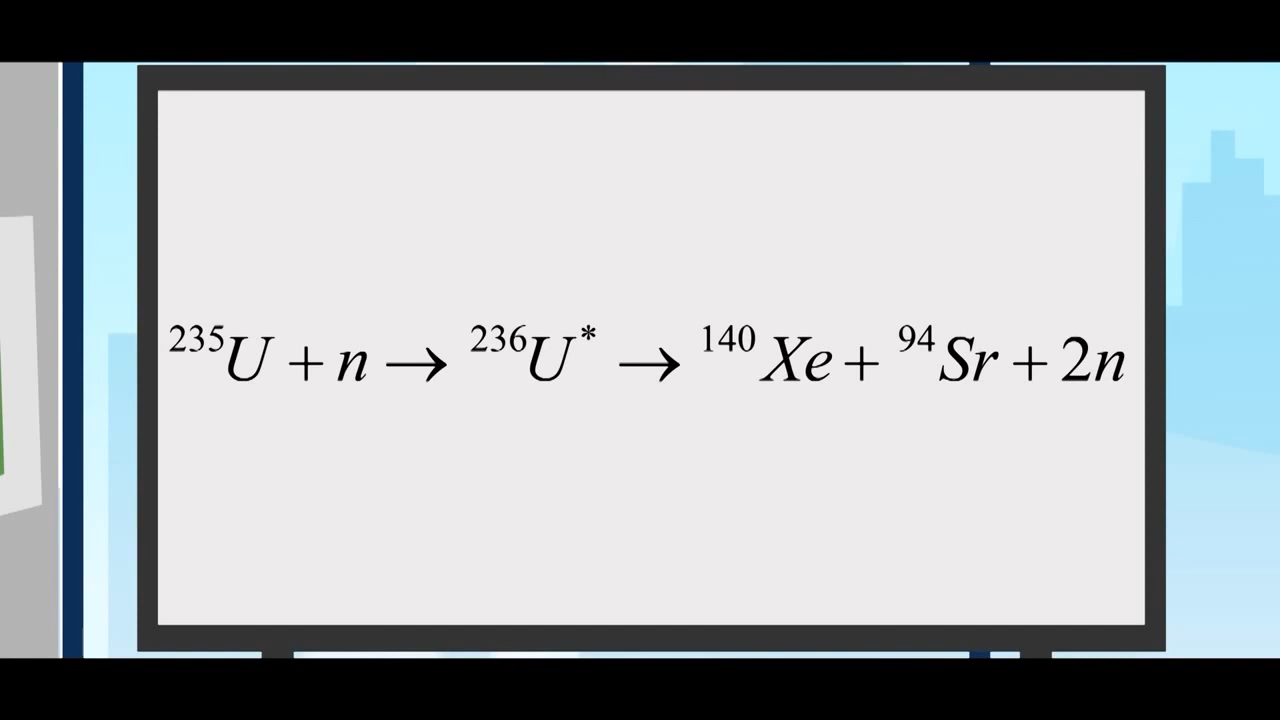 ²³⁵U + n → ²³⁶U* → ¹⁴⁰Xe + ⁹⁴Sr + 2n